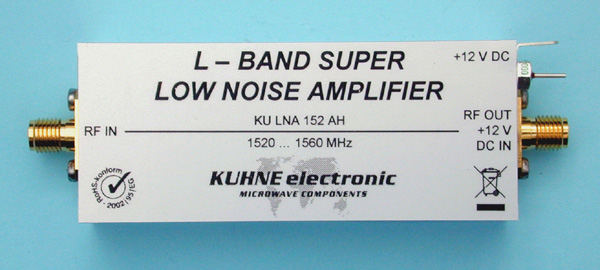 L – BAND SUPER
LOW NOISE AMPLIFIER
+12 V DC
RF IN
KU LNA 152 AH
1520 ... 1560 MHz
RF OUT
+12 V
DC IN
KUHNE electronic
MICROWAVE COMPONENTS
RoHS-konform
2002/95/EG